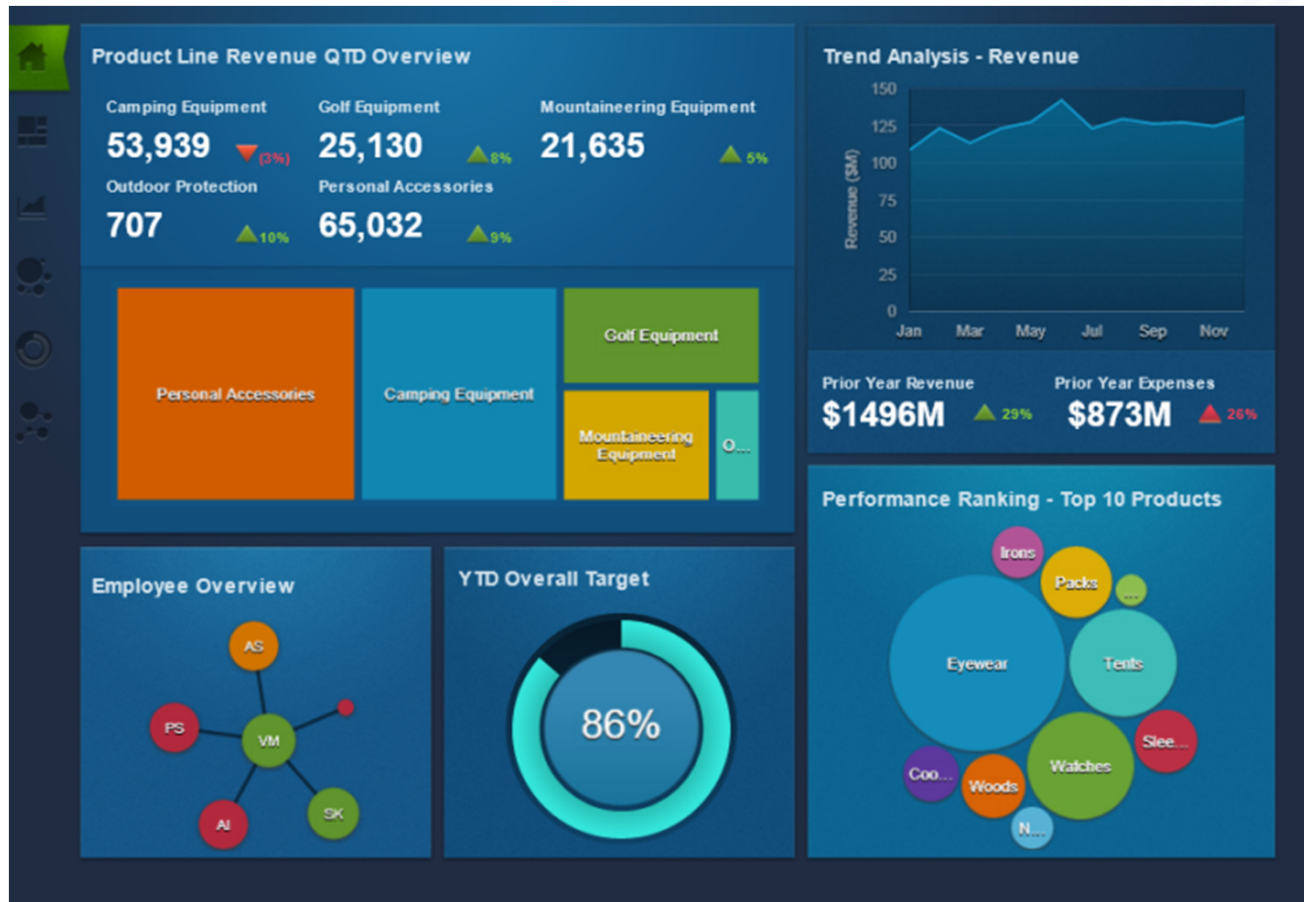 Product Line Revenue QTD Overview
Camping Equipment
53,939 (3%)
Golf Equipment
25,130 8%
Mountaineering Equipment
21,635 5%
Outdoor Protection
707 10%
Personal Accessories
65,032 9%
Personal Accessories
Camping Equipment
Golf Equipment
Mountaineering
Equipment
O...
Trend Analysis - Revenue
Revenue ($M)
150
125
100
75
50
25
0
Jan Mar May Jul Sep Nov
Prior Year Revenue
$1496M 29%
Prior Year Expenses
$873M 26%
Employee Overview
AS
PS
VM
AI
SK
YTD Overall Target
86%
Performance Ranking - Top 10 Products
Irons
Packs
...
Eyewear
Tents
Slee...
Watches
Coo...
Woods
N...